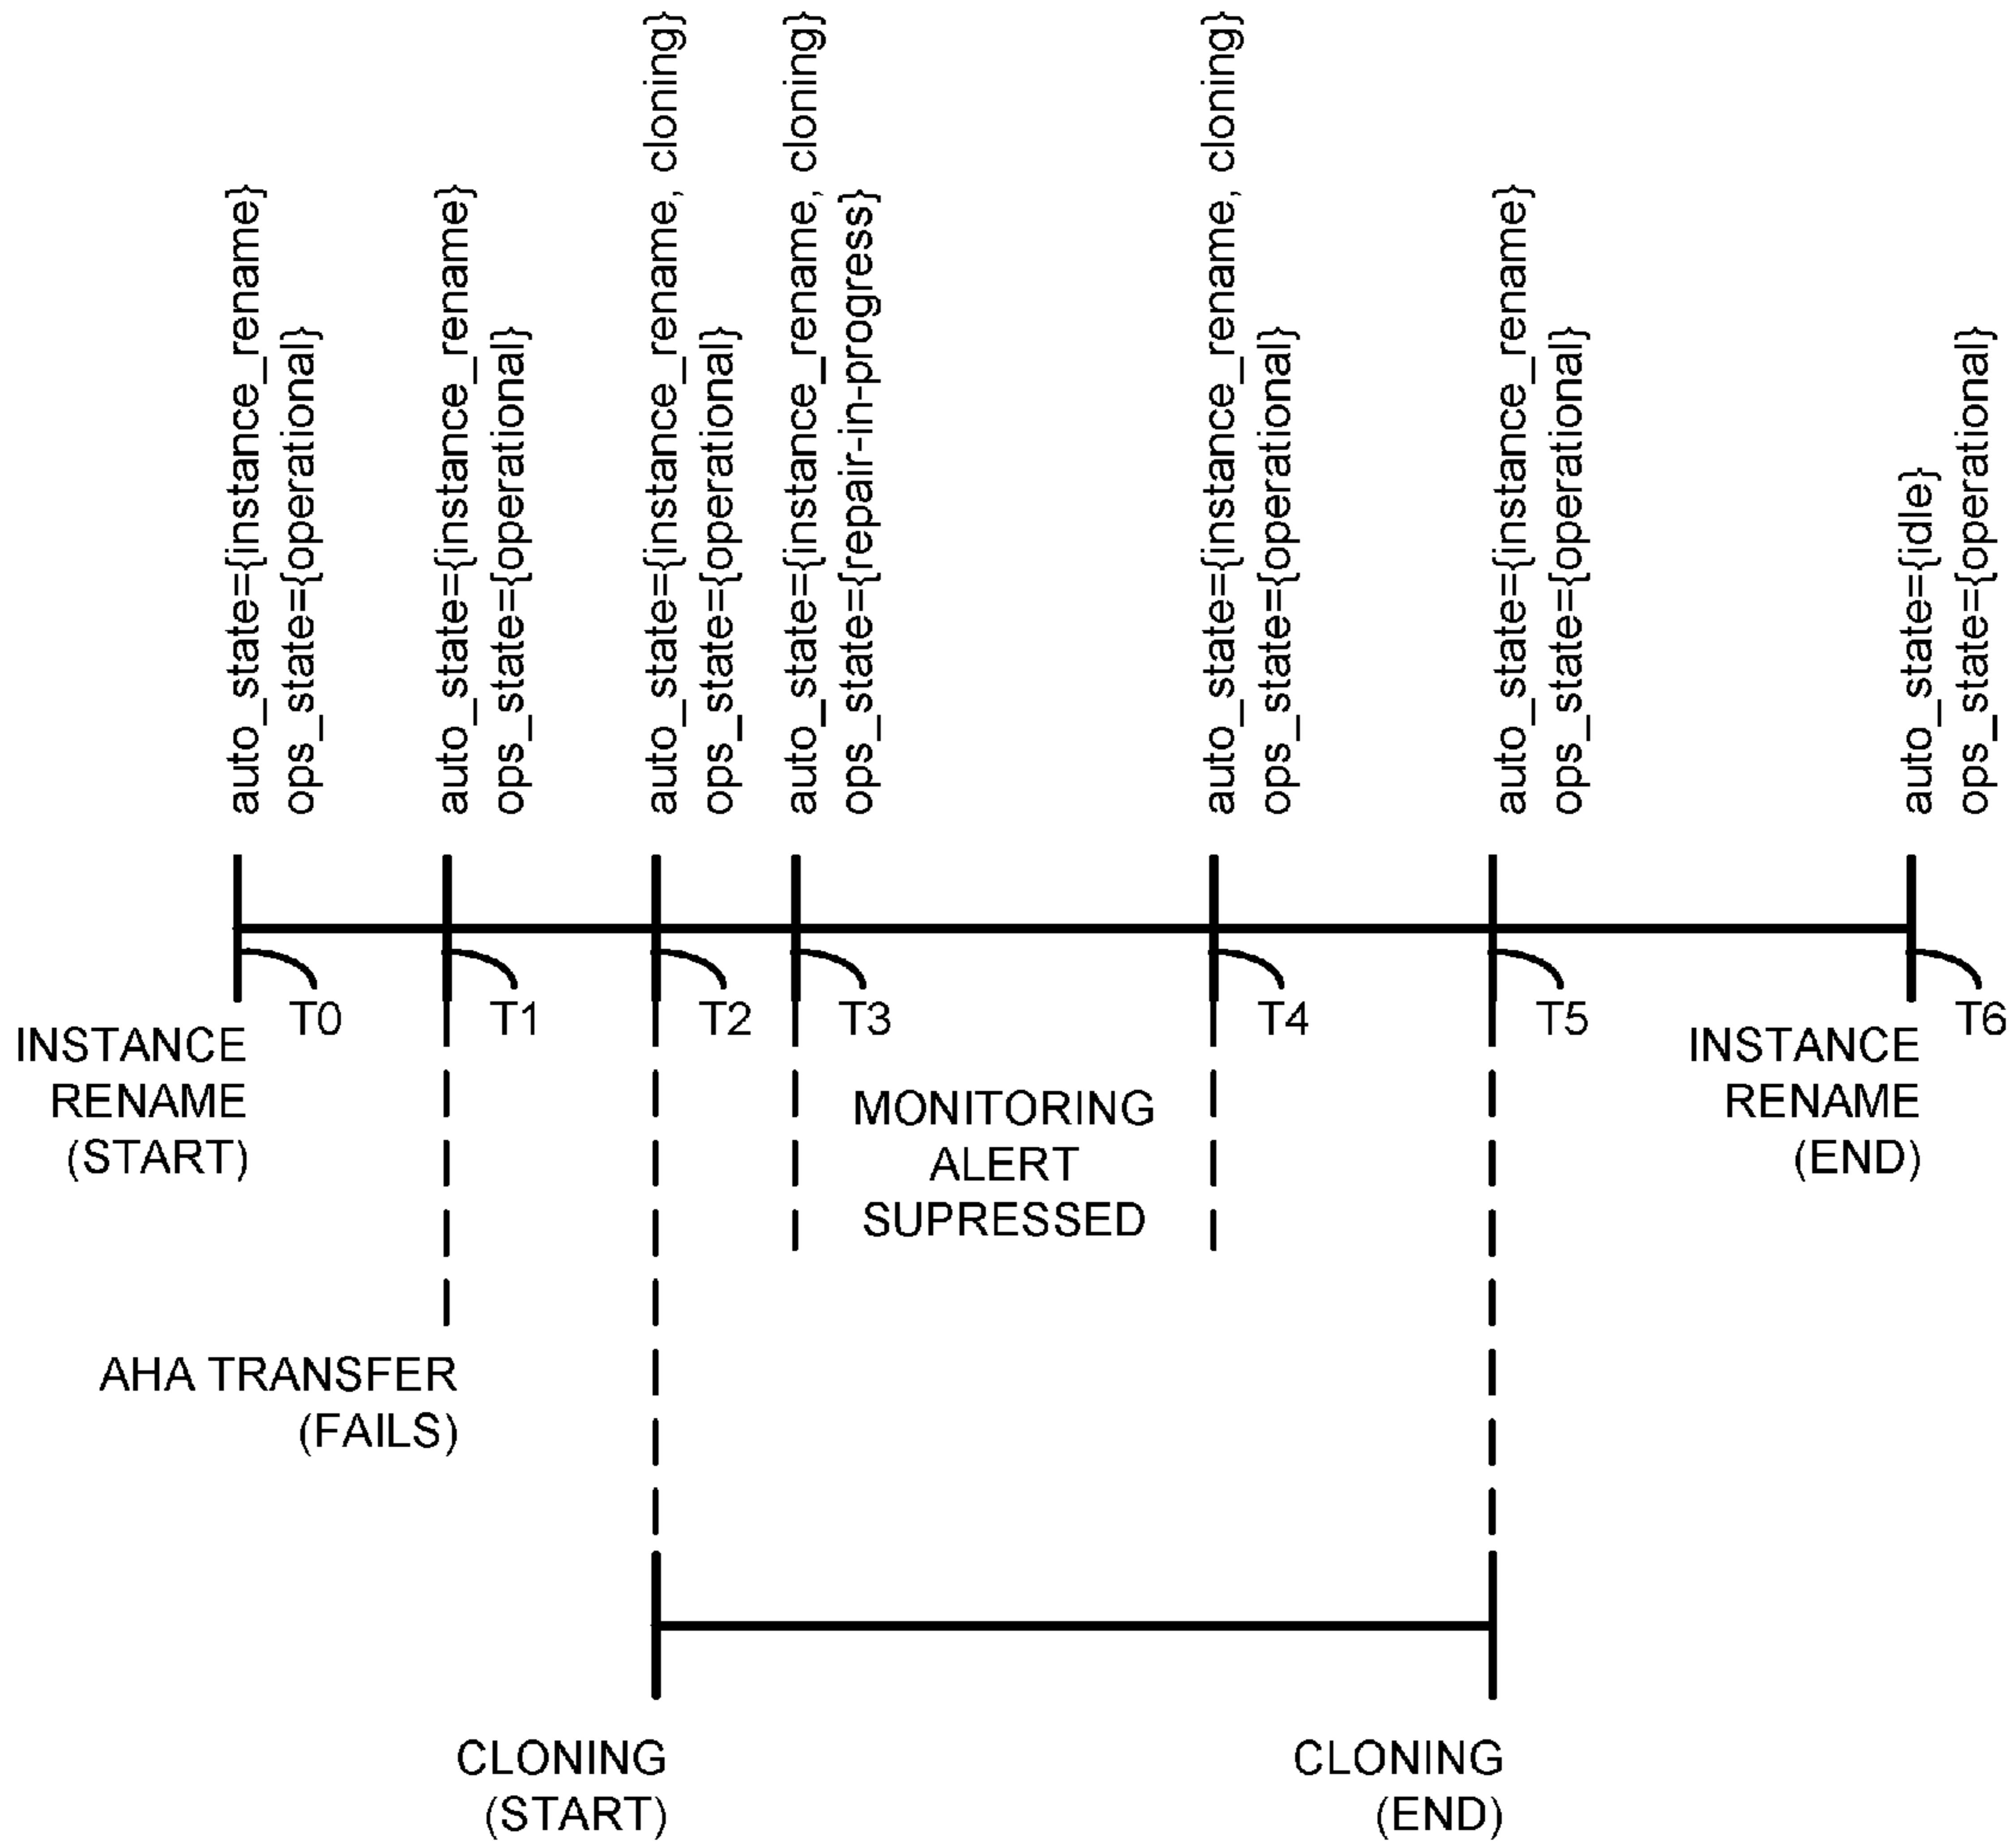 auto_state={instance_rename}
ops_state={operational}
auto_state={instance_rename}
ops_state={operational}
auto_state={instance_rename, cloning}
ops_state={operational}
auto_state={instance_rename, cloning}
ops_state={repair-in-progress}
auto_state={instance_rename, cloning}
ops_state={operational}
auto_state={instance_rename}
ops_state={operational}
auto_state={idle}
ops_state={operational}
T0
T1
T2
T3
T4
T5
T6
INSTANCE
RENAME
(START)
MONITORING
ALERT
SUPRESSED
INSTANCE
RENAME
(END)
AHA TRANSFER
(FAILS)
CLONING
(START)
CLONING
(END)